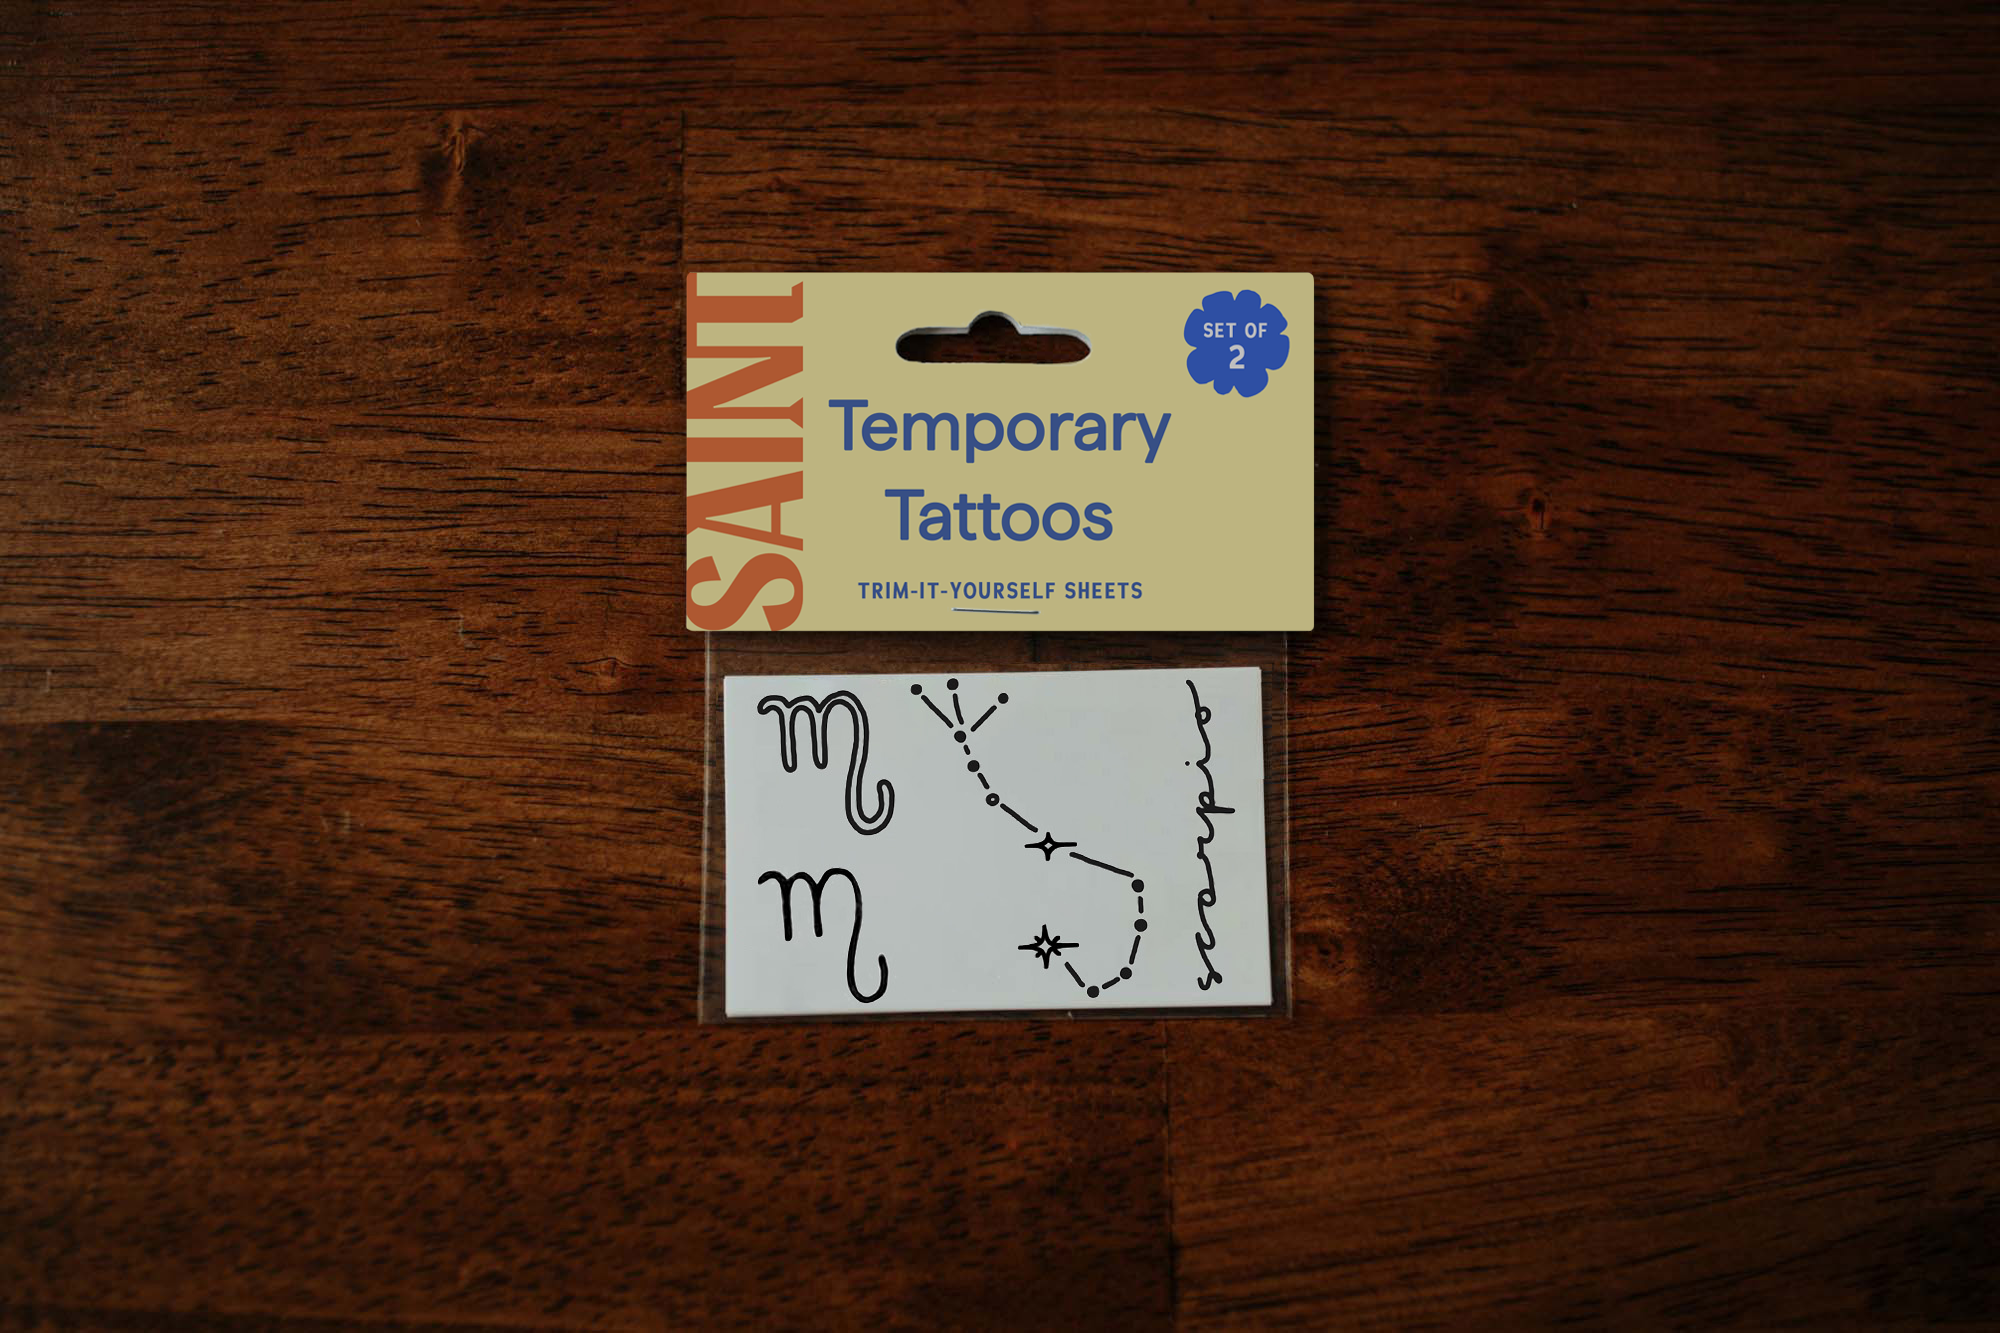 SAINT
SET OF
2
Temporary
Tattoos
TRIM-IT-YOURSELF SHEETS
scorpio